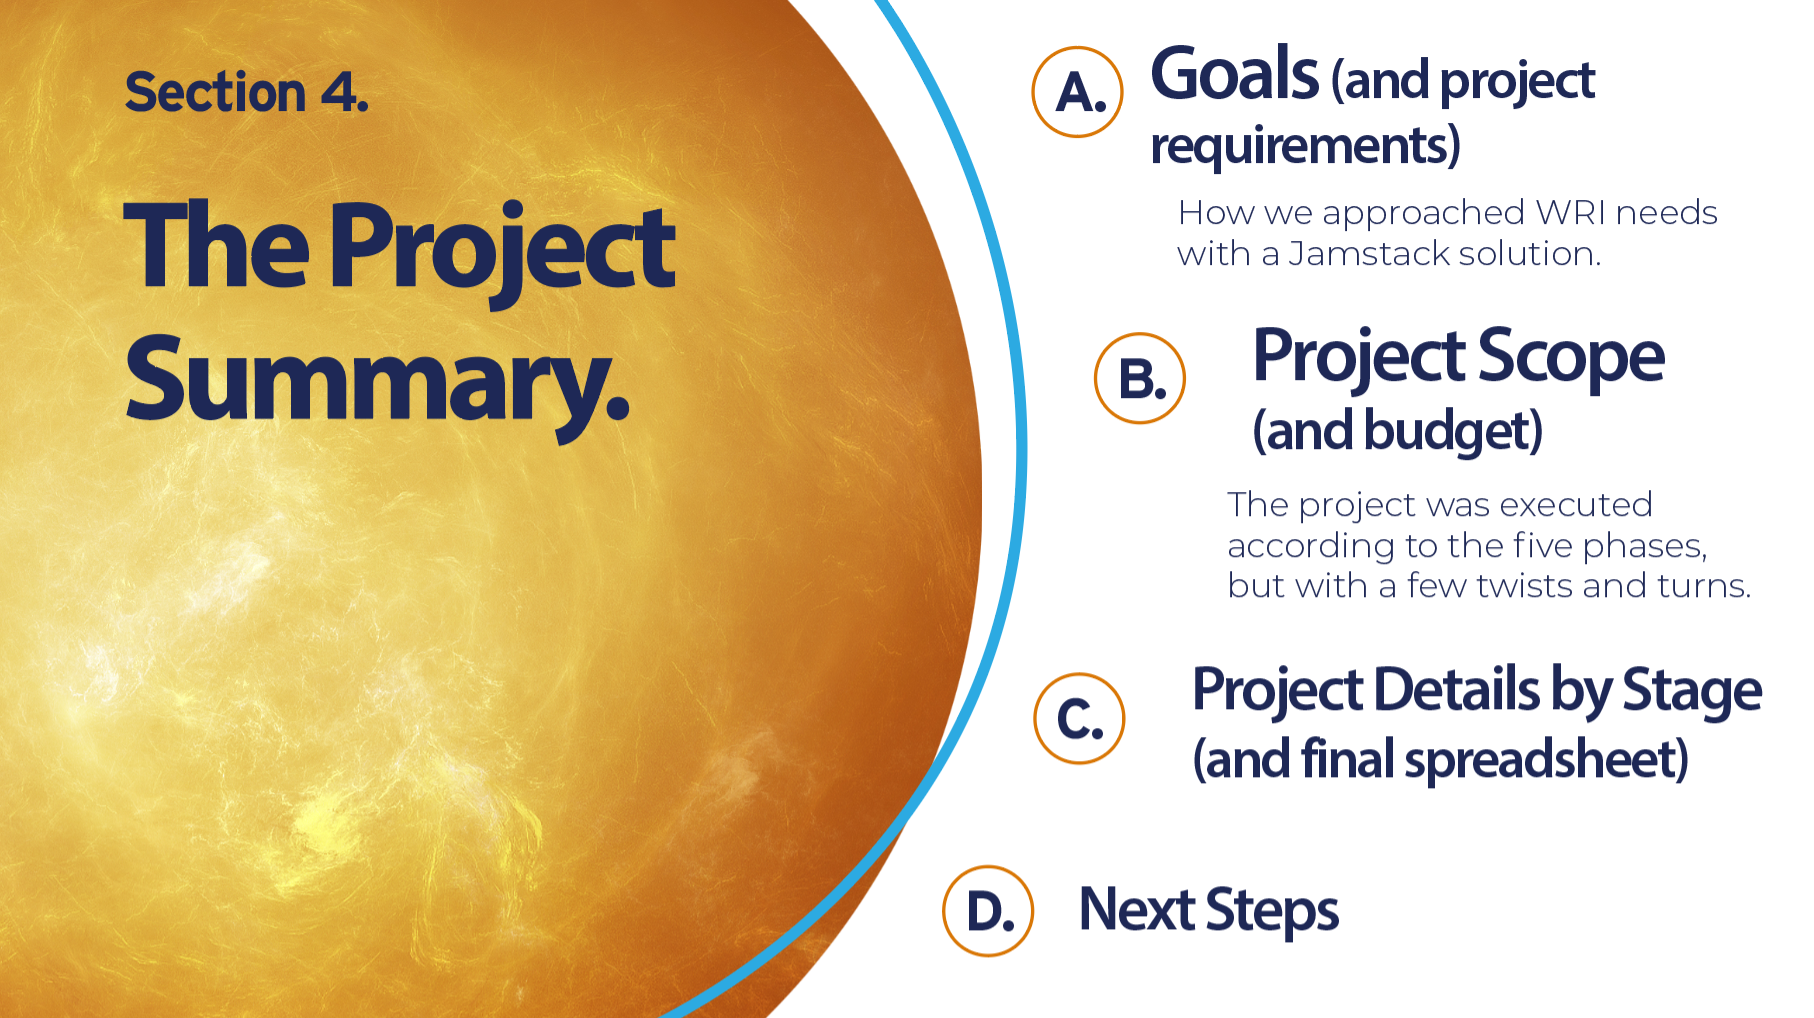 Section 4.
The Project
Summary.
A.
Goals (and project
requirements)
How we approached WRI needs
with a Jamstack solution.
B.
Project Scope
(and budget)
The project was executed
according to the five phases,
but with a few twists and turns.
C.
Project Details by Stage
(and final spreadsheet)
D.
Next Steps